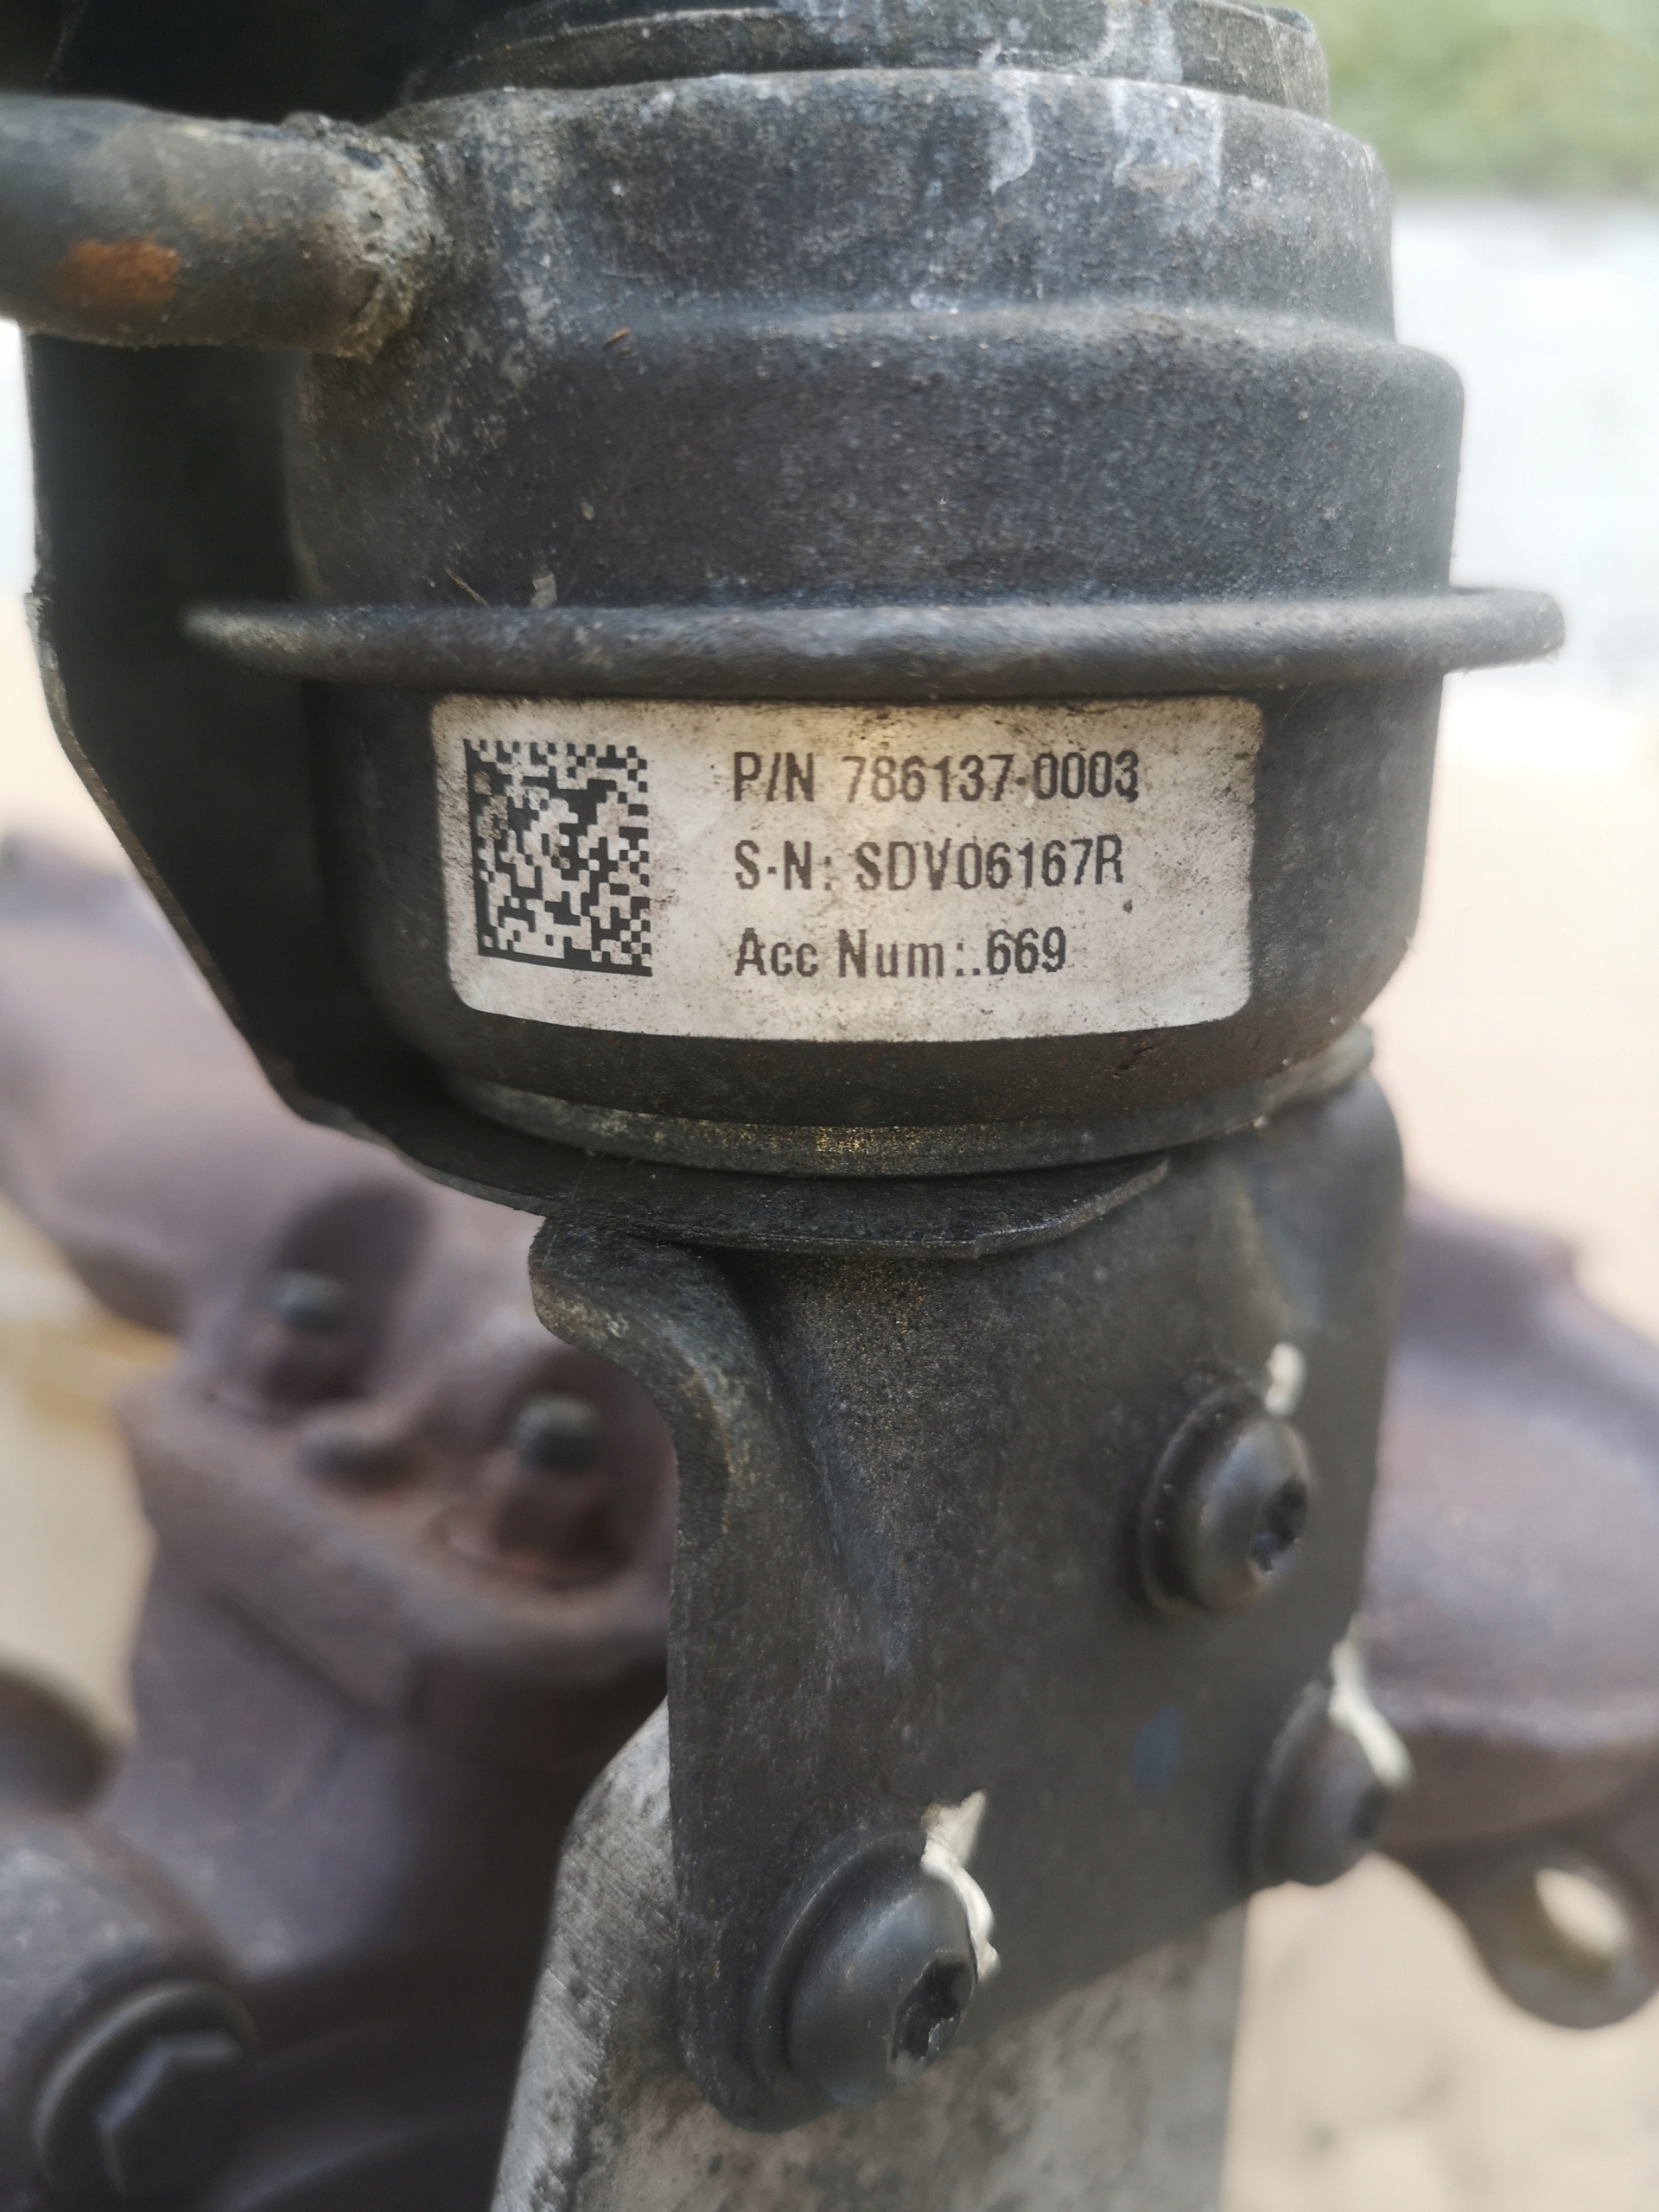 P/N 786137-0003
S-N: SDV06167R
Acc Num:.669